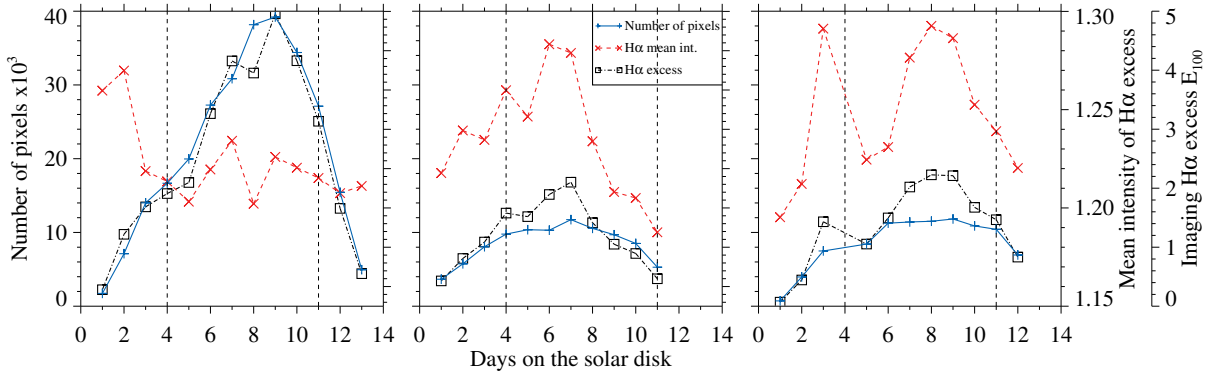 Number of pixels x10³
40
30
20
10
0
0 2 4 6 8 10 12 14
0 2 4 6 8 10 12 14
0 2 4 6 8 10 12 14
Days on the solar disk
Number of pixels
Hα mean int.
Hα excess
1.30
1.25
1.20
1.15
Mean intensity of Hα excess
Imaging Hα excess E₁₀₀
5
4
3
2
1
0